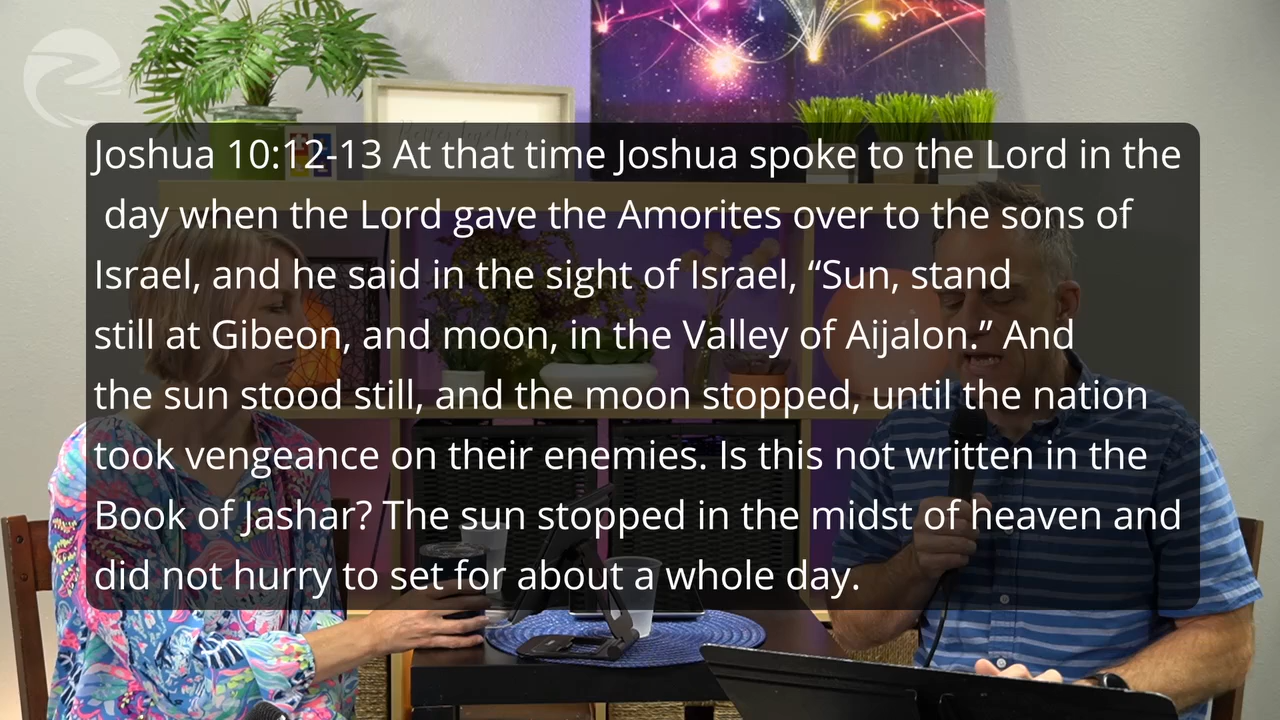 Better Together
Joshua 10:12-13 At that time Joshua spoke to the Lord in the
day when the Lord gave the Amorites over to the sons of
Israel, and he said in the sight of Israel, “Sun, stand
still at Gibeon, and moon, in the Valley of Aijalon.” And
the sun stood still, and the moon stopped, until the nation
took vengeance on their enemies. Is this not written in the
Book of Jashar? The sun stopped in the midst of heaven and
did not hurry to set for about a whole day.